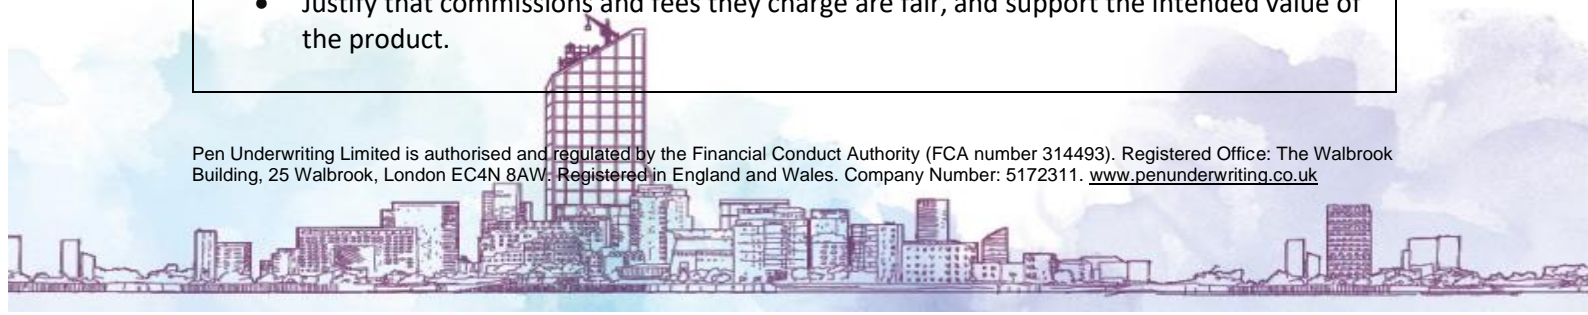 • Justify that commissions and fees they charge are fair, and support the intended value of
the product.
Pen Underwriting Limited is authorised and regulated by the Financial Conduct Authority (FCA number 314493). Registered Office: The Walbrook
Building, 25 Walbrook, London EC4N 8AW. Registered in England and Wales. Company Number: 5172311. www.penunderwriting.co.uk